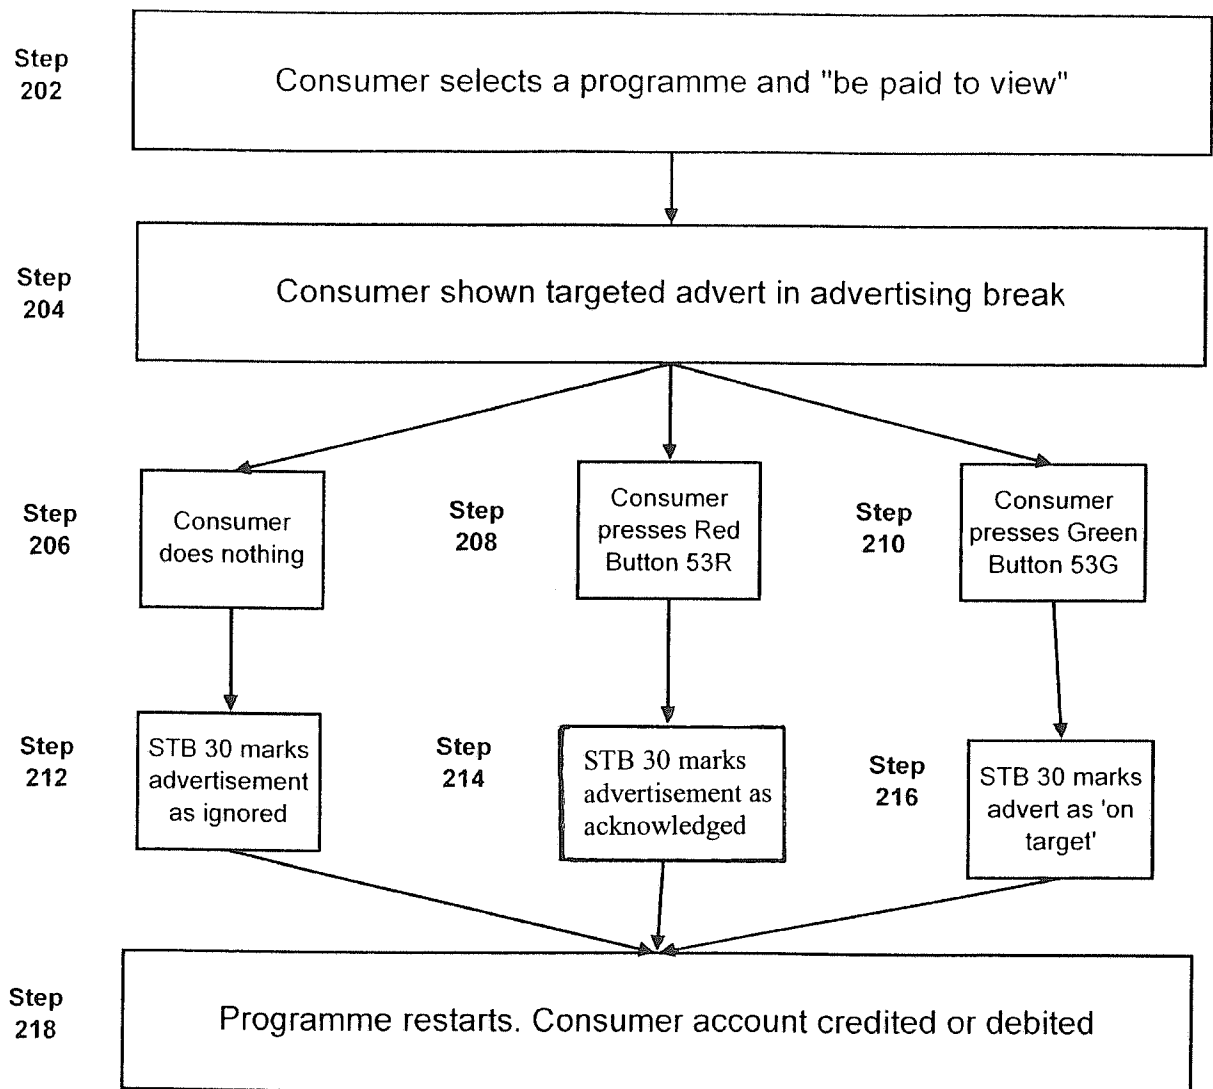 Step
202
Consumer selects a programme and "be paid to view"
Step
204
Consumer shown targeted advert in advertising break
Step
206
Consumer
does nothing
Step
208
Consumer
presses Red
Button 53R
Step
210
Consumer
presses Green
Button 53G
Step
212
STB 30 marks
advertisement
as ignored
Step
214
STB 30 marks
advertisement as
acknowledged
Step
216
STB 30 marks
advert as 'on
target'
Step
218
Programme restarts. Consumer account credited or debited